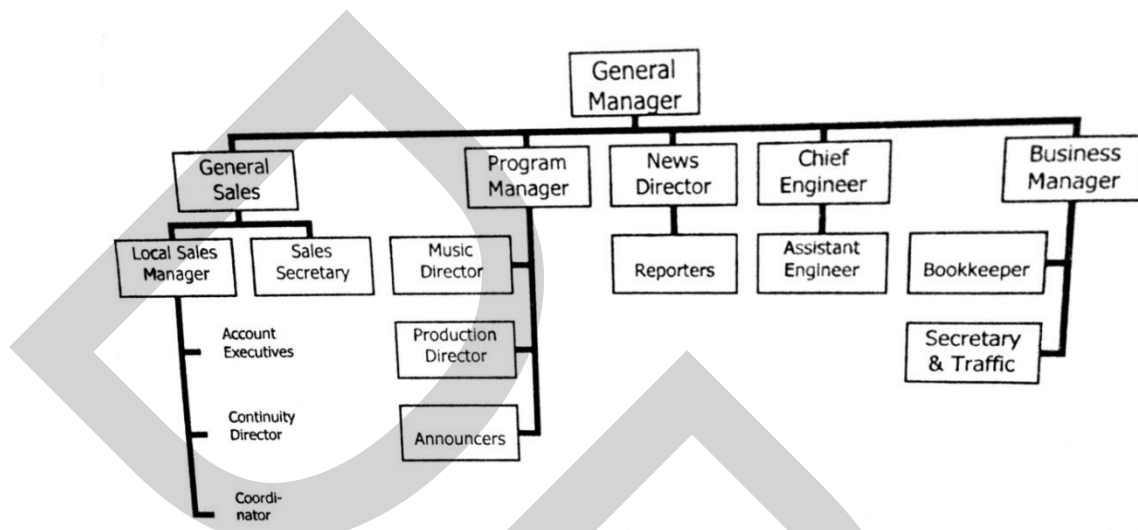 General
Manager
General
Sales
Program
Manager
News
Director
Chief
Engineer
Business
Manager
Local Sales
Manager
Sales
Secretary
Music
Director
Reporters
Assistant
Engineer
Bookkeeper
Account
Executives
Production
Director
Secretary
& Traffic
Continuity
Director
Announcers
Coordi-
nator